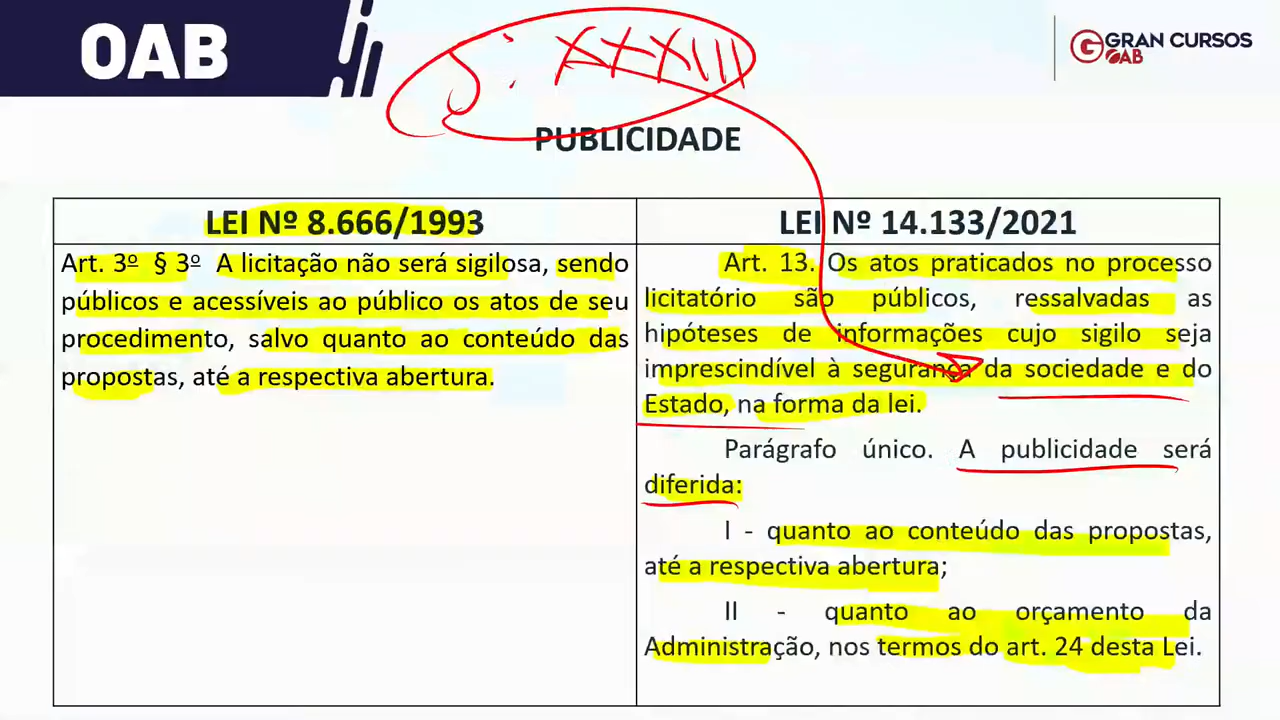 OAB
5: XXXIII
GRAN CURSOS
OAB
PUBLICIDADE
LEI Nº 8.666/1993
Art. 3º § 3º A licitação não será sigilosa, sendo
públicos e acessíveis ao público os atos de seu
procedimento, salvo quanto ao conteúdo das
propostas, até a respectiva abertura.
LEI Nº 14.133/2021
Art. 13. Os atos praticados no processo
licitatório são públicos, ressalvadas as
hipóteses de informações cujo sigilo seja
imprescindível à segurança da sociedade e do
Estado, na forma da lei.
Parágrafo único. A publicidade será
diferida:
I - quanto ao conteúdo das propostas,
até a respectiva abertura;
II - quanto ao orçamento da
Administração, nos termos do art. 24 desta Lei.